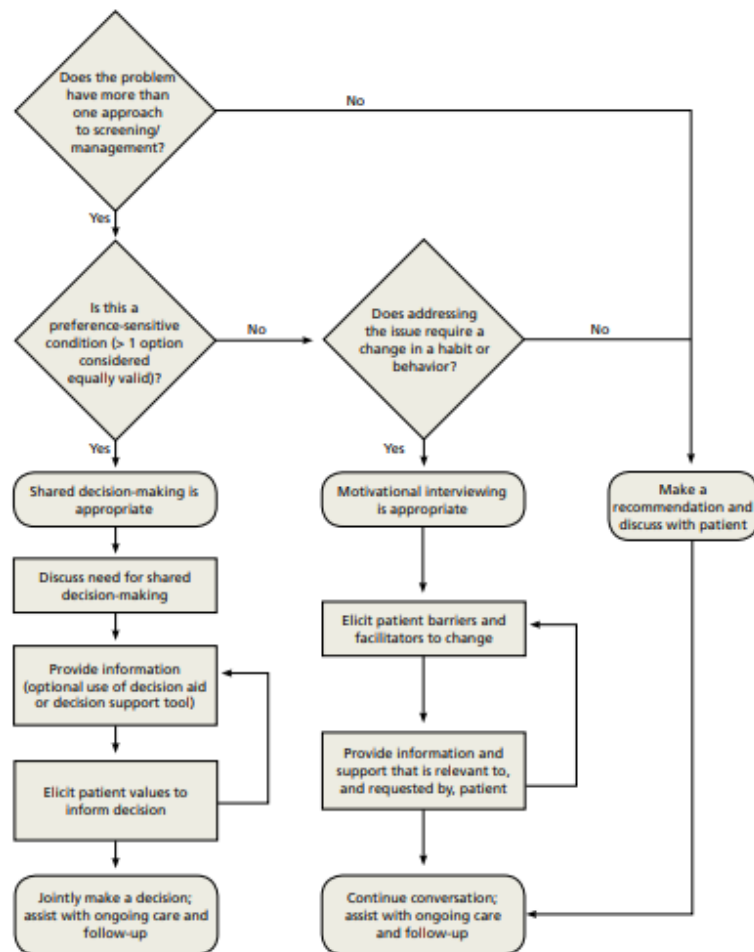 Does the problem
have more than
one approach
to screening/
management?
No
Yes
Is this a
preference-sensitive
condition (> 1 option
considered
equally valid)?
No
Does addressing
the issue require a
change in a habit or
behavior?
No
Yes
Yes
Shared decision-making is
appropriate
Motivational interviewing
is appropriate
Make a
recommendation and
discuss with patient
Discuss need for shared
decision-making
Elicit patient barriers and
facilitators to change
Provide information
(optional use of decision aid
or decision support tool)
Provide information and
support that is relevant to,
and requested by, patient
Elicit patient values to
inform decision
Jointly make a decision;
assist with ongoing care and
follow-up
Continue conversation;
assist with ongoing care
and follow-up